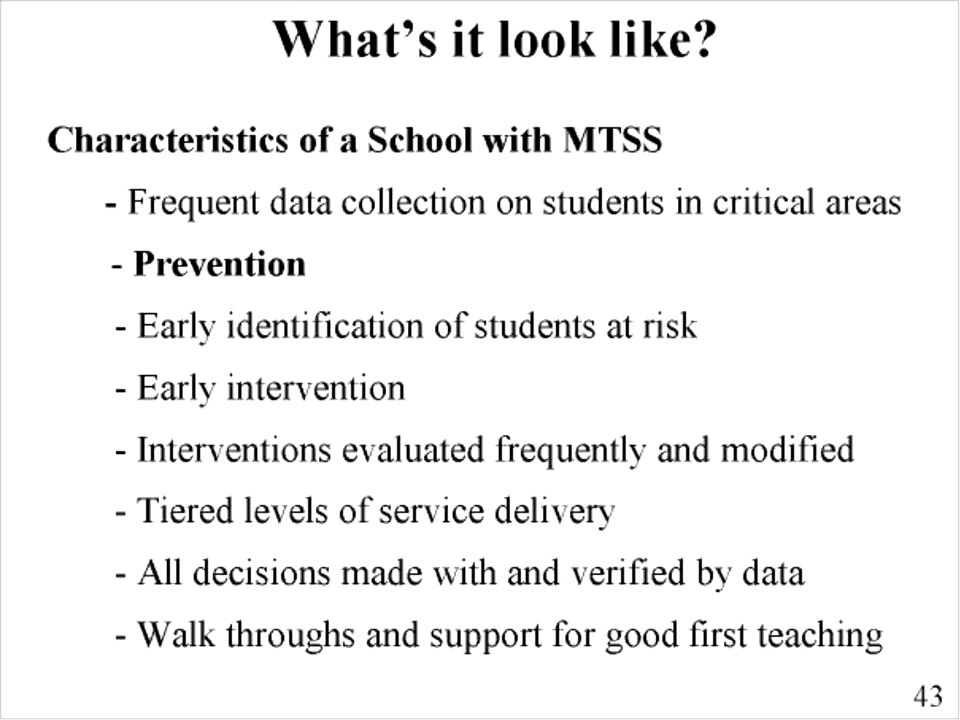 What's it look like?
Characteristics of a School with MTSS
- Frequent data collection on students in critical areas
- Prevention
- Early identification of students at risk
- Early intervention
- Interventions evaluated frequently and modified
- Tiered levels of service delivery
- All decisions made with and verified by data
- Walk throughs and support for good first teaching
43